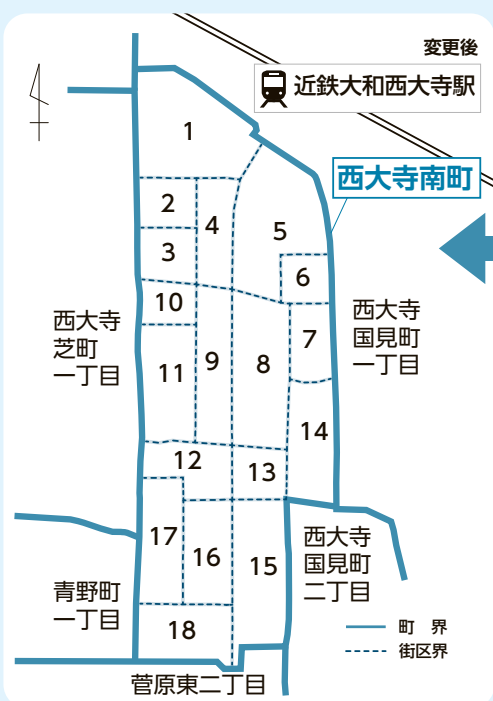 変更後
近鉄大和西大寺駅
西大寺南町
1
2
3
4
5
6
7
8
9
10
11
12
13
14
15
16
17
18
西大寺
芝町
一丁目
西大寺
国見町
一丁目
西大寺
国見町
二丁目
青野町
一丁目
菅原東二丁目
町 界
街区界